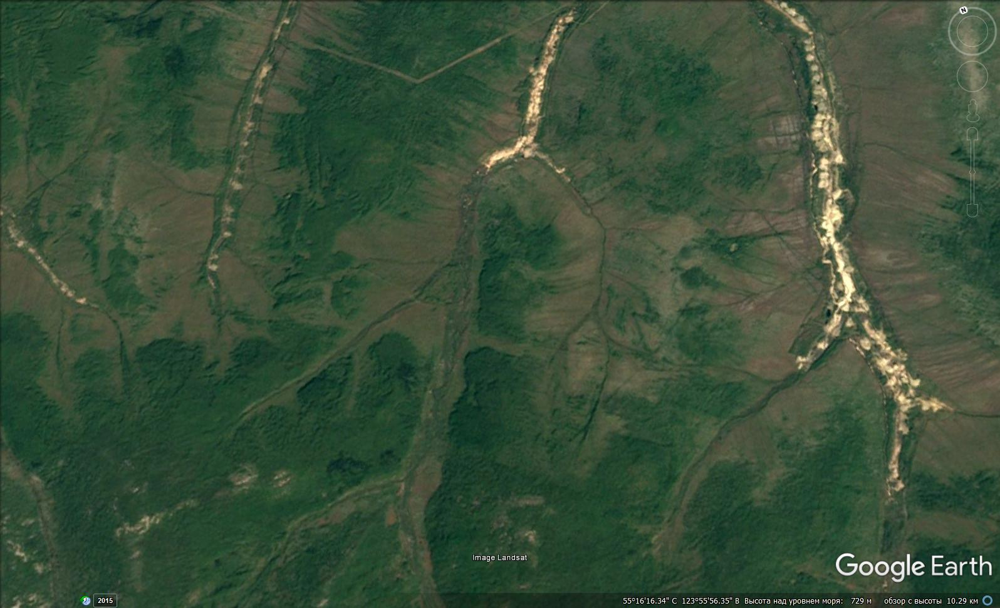 N
Image Landsat
Google Earth
2015
55°16'16.34" С 123°55'56.35" В Высота над уровнем моря: 729 м обзор с высоты 10.29 км